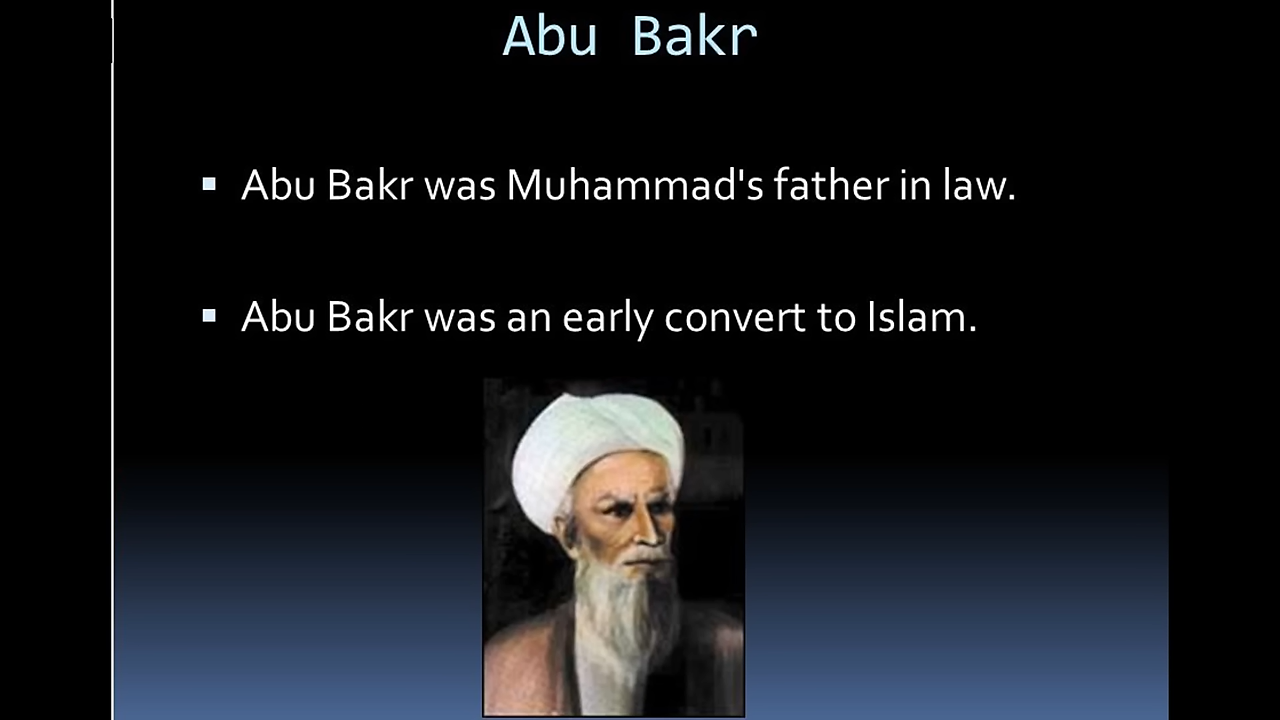 Abu Bakr
▪ Abu Bakr was Muhammad's father in law.
▪ Abu Bakr was an early convert to Islam.